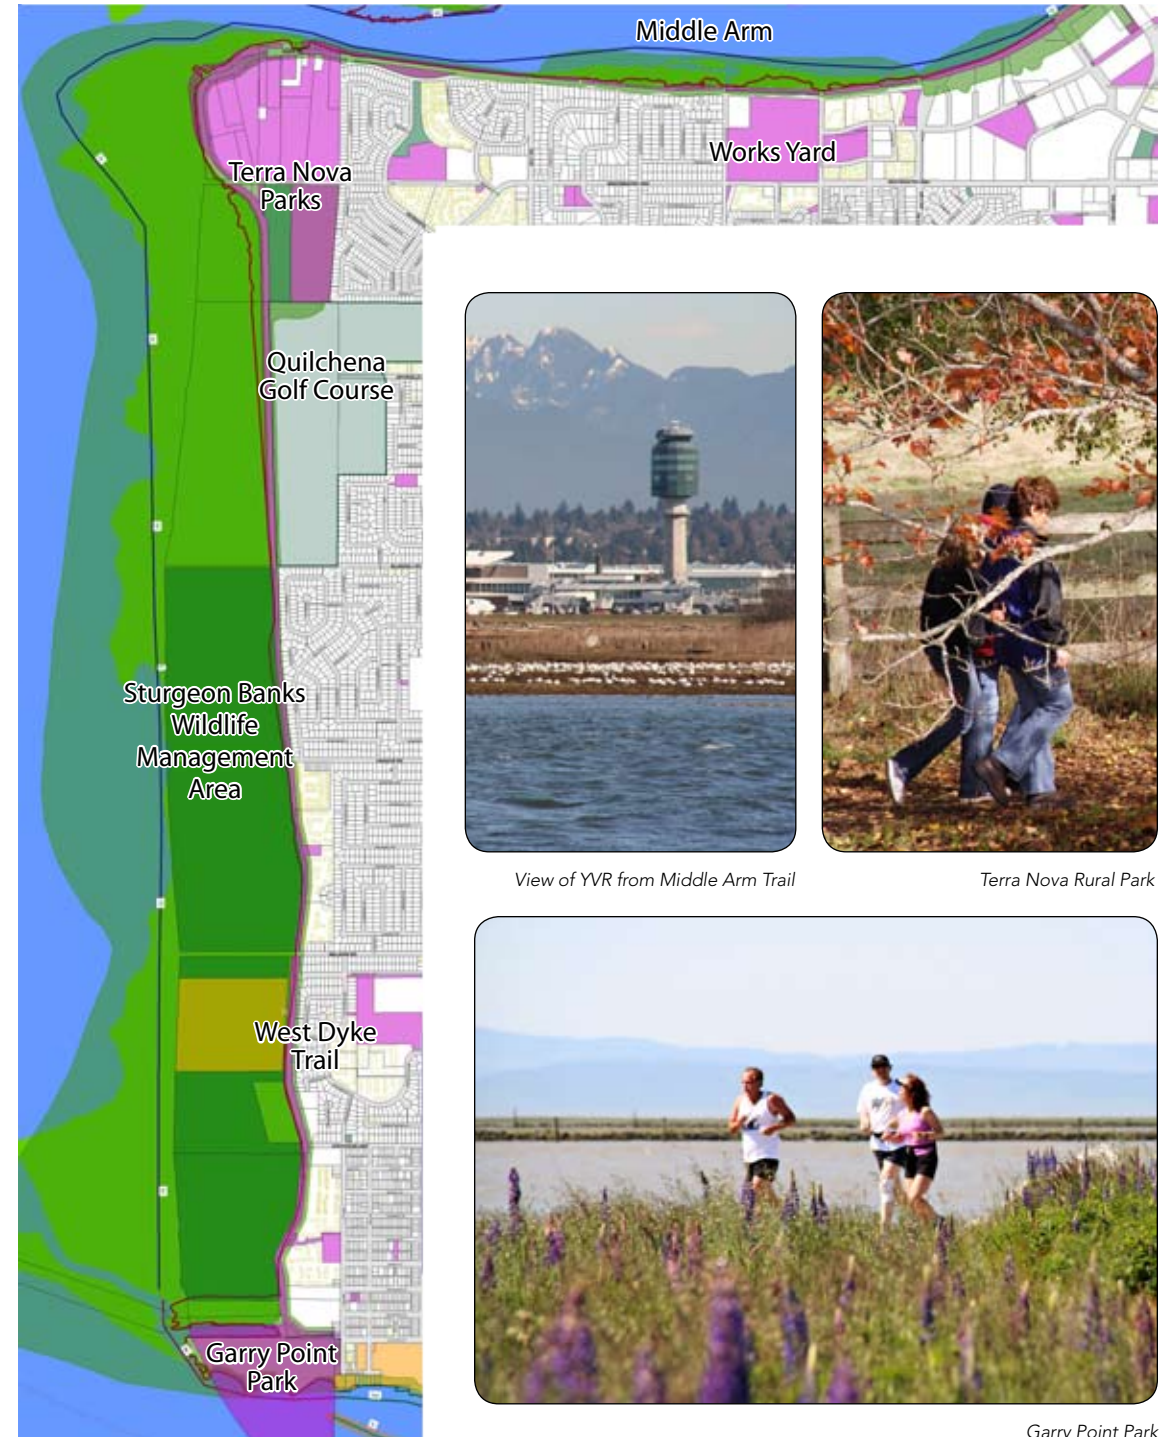 Middle Arm
Works Yard
Terra Nova
Parks
Quilchena
Golf Course
Sturgeon Banks
Wildlife
Management
Area
West Dyke
Trail
Garry Point
Park
View of YVR from Middle Arm Trail
Terra Nova Rural Park
Garry Point Park